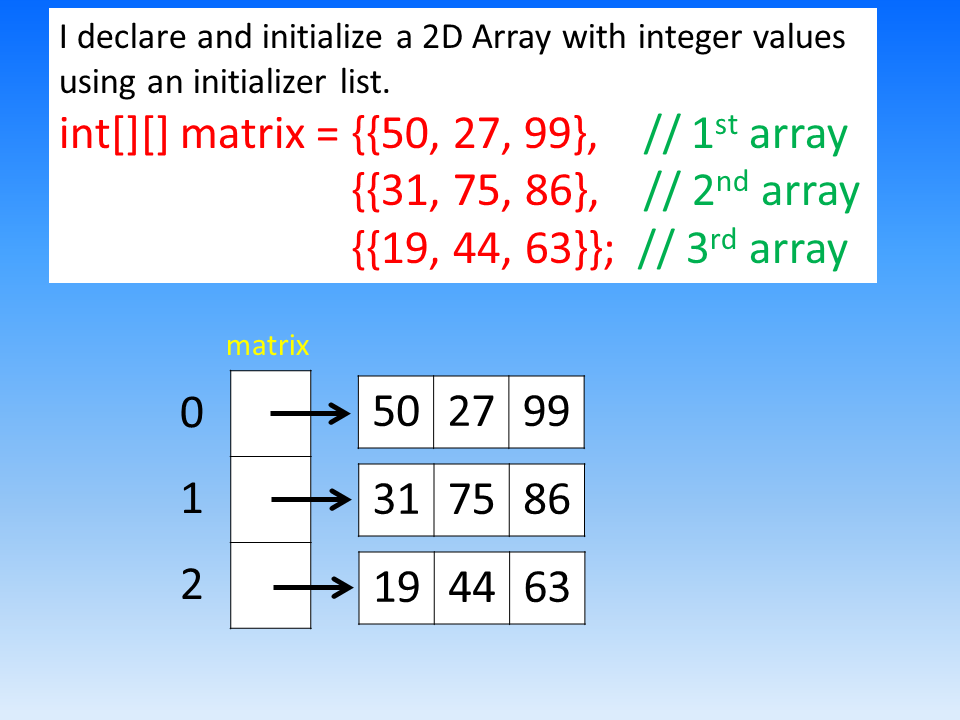 I declare and initialize a 2D Array with integer values
using an initializer list.
int[][] matrix = {{50, 27, 99}, // 1st array
{{31, 75, 86}, // 2nd array
{{19, 44, 63}}; // 3rd array
matrix
0 50 27 99
1 31 75 86
2 19 44 63